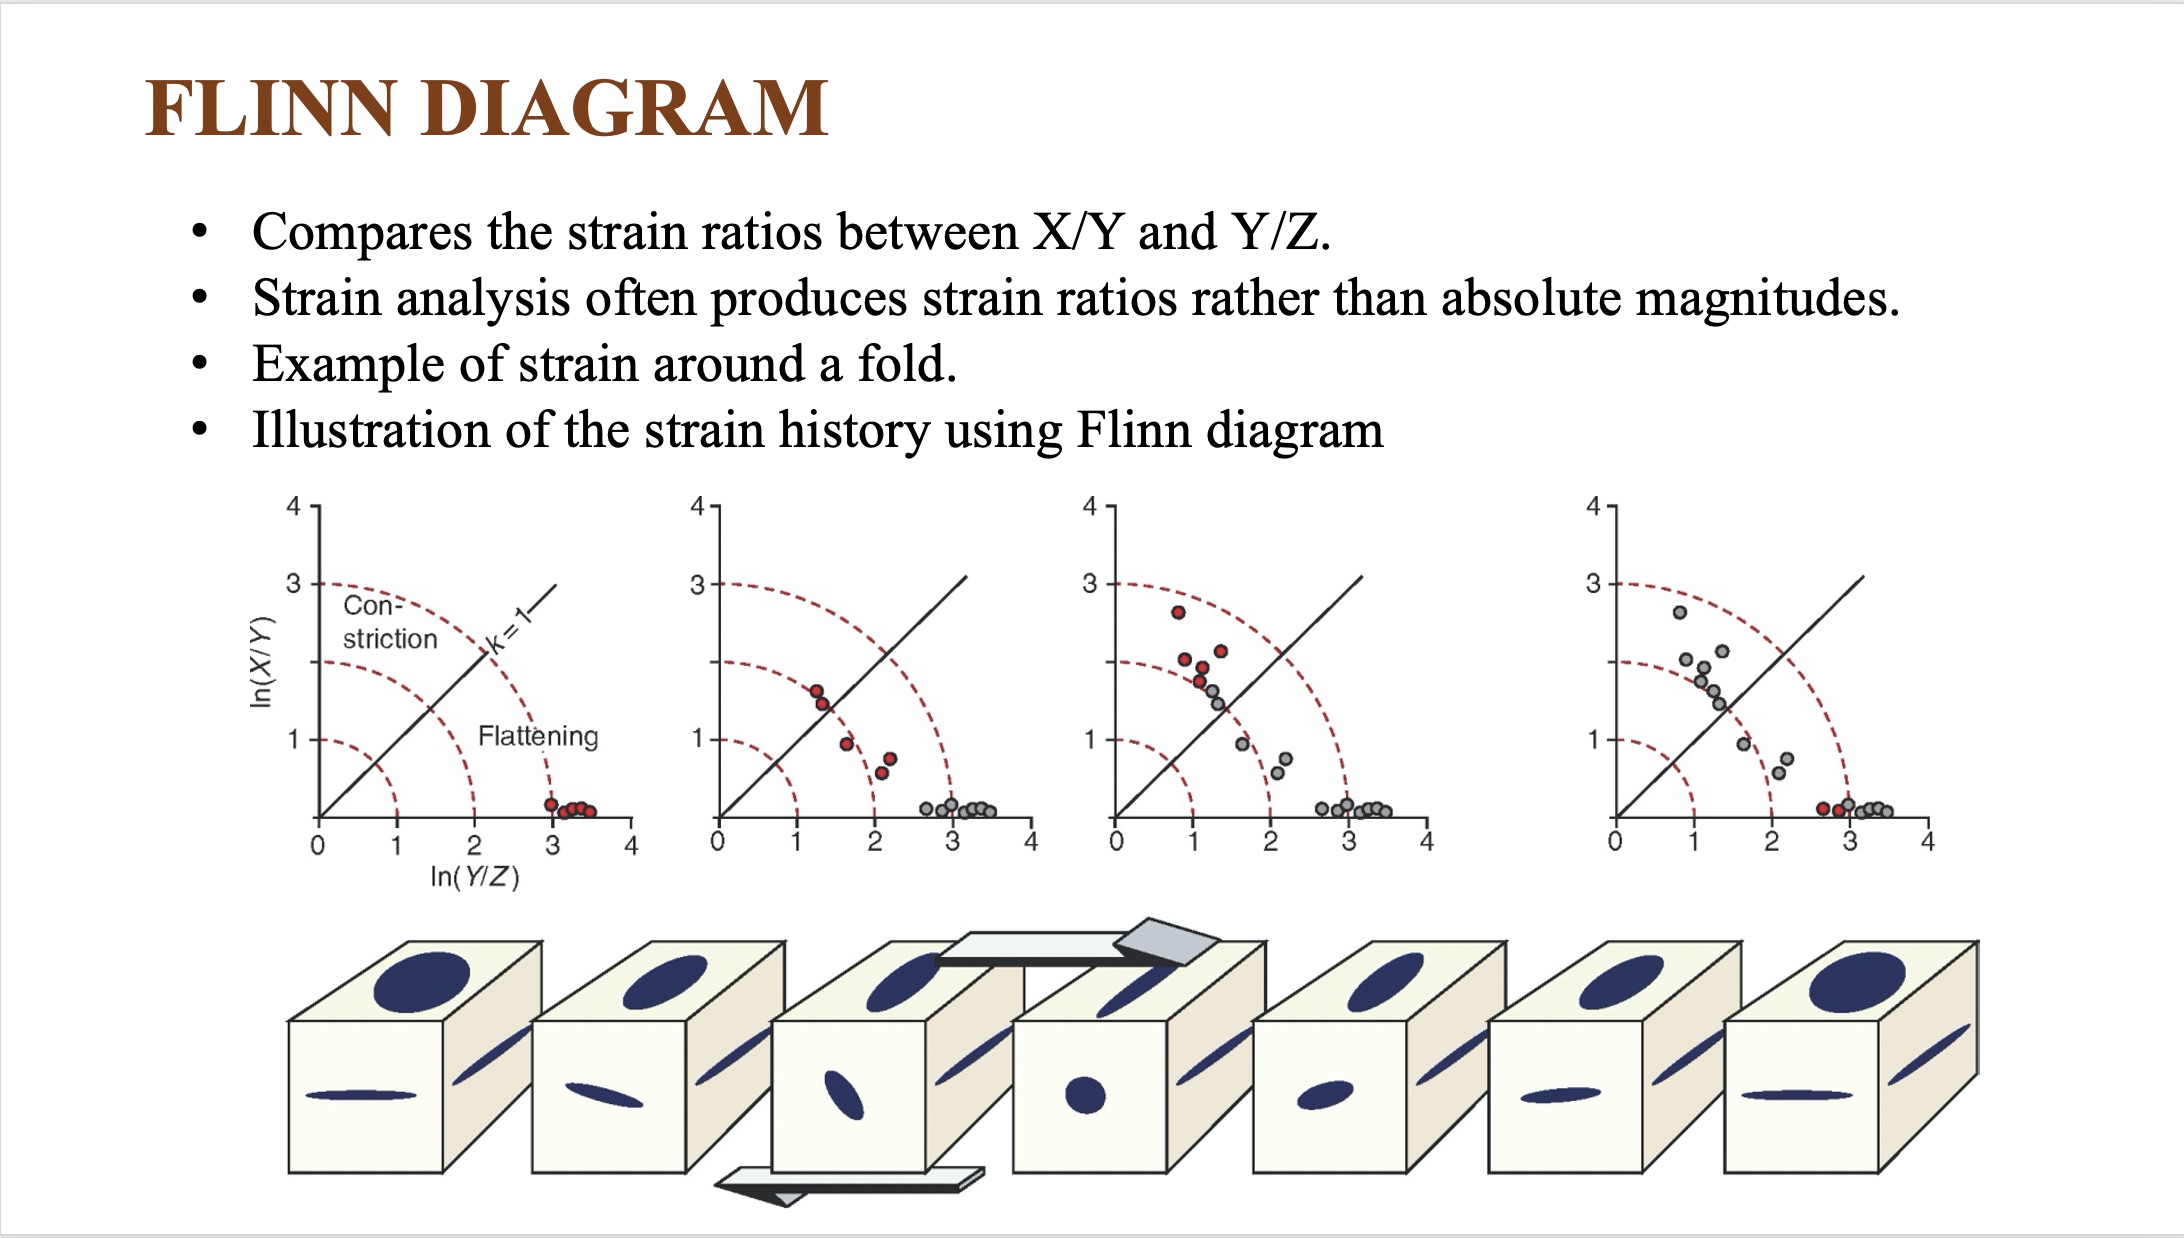 FLINN DIAGRAM
• Compares the strain ratios between X/Y and Y/Z.
• Strain analysis often produces strain ratios rather than absolute magnitudes.
• Example of strain around a fold.
• Illustration of the strain history using Flinn diagram
4
3
1
0 1 2 3 4
ln(X/Y)
ln(Y/Z)
Con-
striction
k=1
Flattening
4
3
1
0 1 2 3 4
4
3
1
0 1 2 3 4
4
3
1
0 1 2 3 4